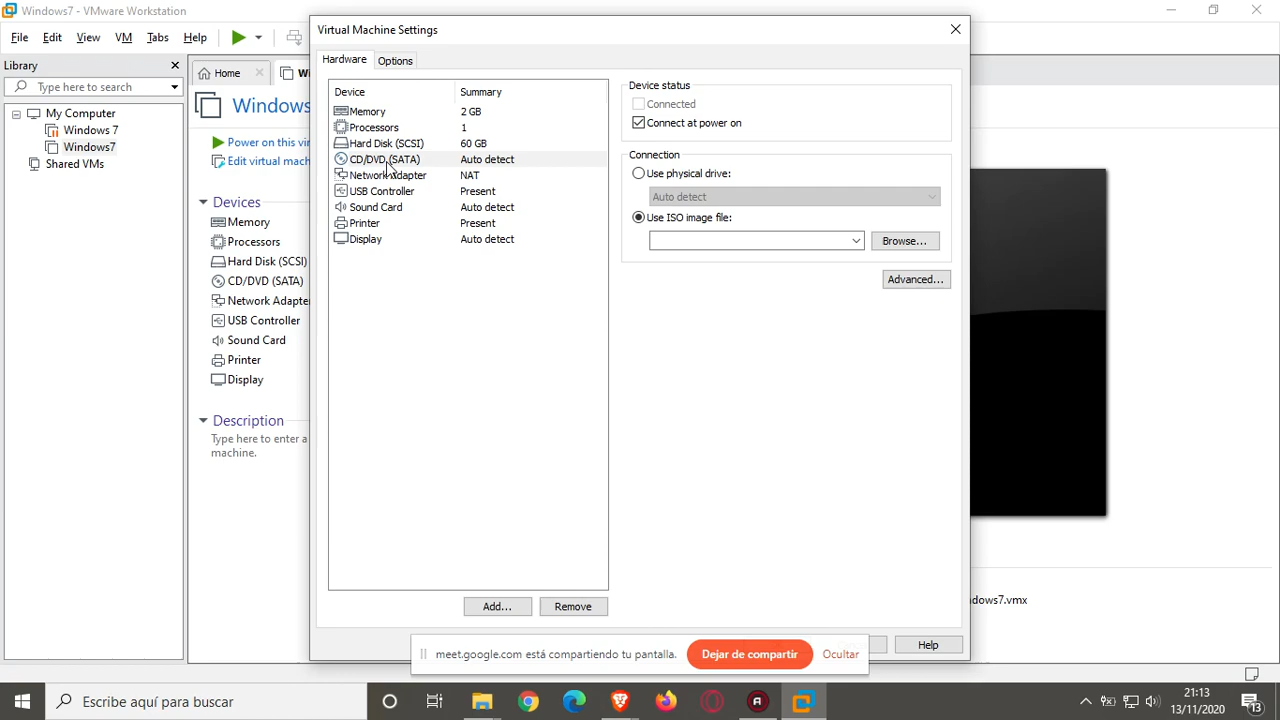 Windows7 - VMware Workstation
File Edit View VM Tabs Help
Library
Type here to search
My Computer
Windows 7
Windows7
Shared VMs
Home
Windows
Power on this vir
Edit virtual mach
Devices
Memory
Processors
Hard Disk (SCSI)
CD/DVD (SATA)
Network Adapte
USB Controller
Sound Card
Printer
Display
Description
Type here to enter a
machine.
Virtual Machine Settings
Hardware Options
Device Summary
Memory 2 GB
Processors 1
Hard Disk (SCSI) 60 GB
CD/DVD (SATA) Auto detect
Network Adapter NAT
USB Controller Present
Sound Card Auto detect
Printer Present
Display Auto detect
Add... Remove
Device status
Connected
Connect at power on
Connection
Use physical drive:
Auto detect
Use ISO image file:
Browse...
Advanced...
Help
ndows7.vmx
meet.google.com está compartiendo tu pantalla. Dejar de compartir Ocultar
Escribe aquí para buscar
21:13
13/11/2020
13